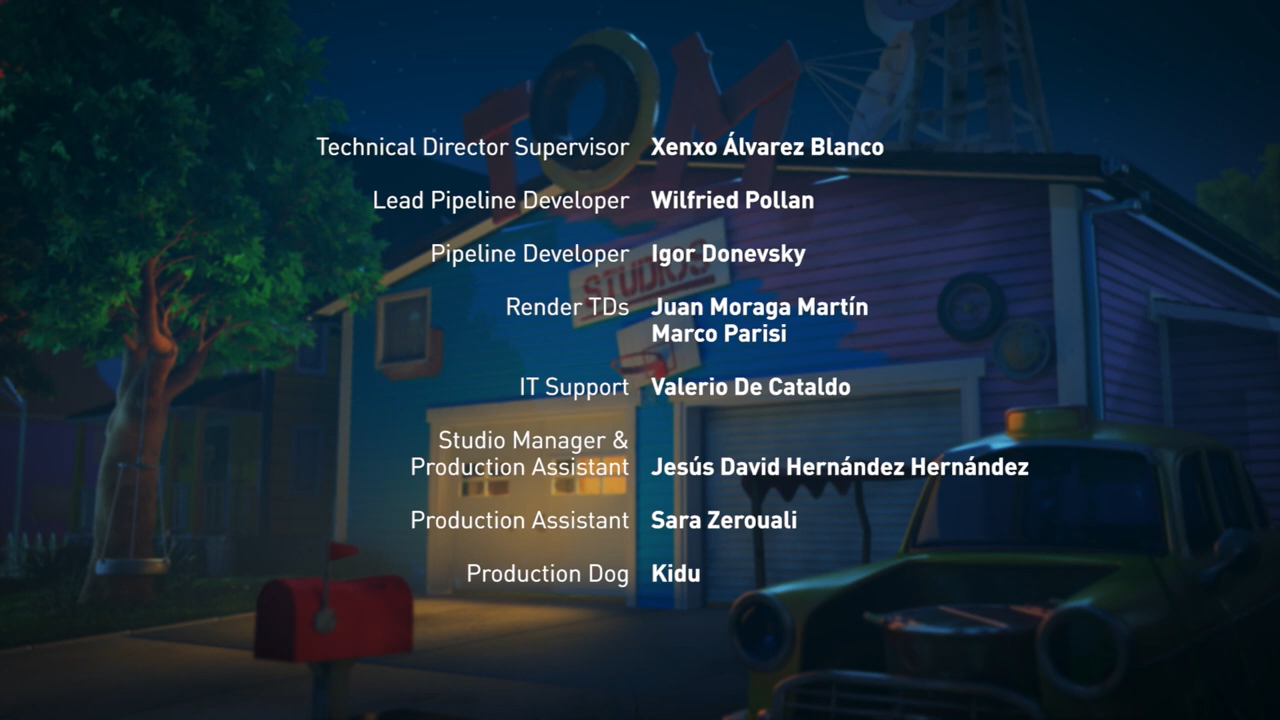 TOM
STUDIOS
Technical Director Supervisor Xenxo Álvarez Blanco
Lead Pipeline Developer Wilfried Pollan
Pipeline Developer Igor Donevsky
Render TDs Juan Moraga Martín
Marco Parisi
IT Support Valerio De Cataldo
Studio Manager &
Production Assistant Jesús David Hernández Hernández
Production Assistant Sara Zerouali
Production Dog Kidu